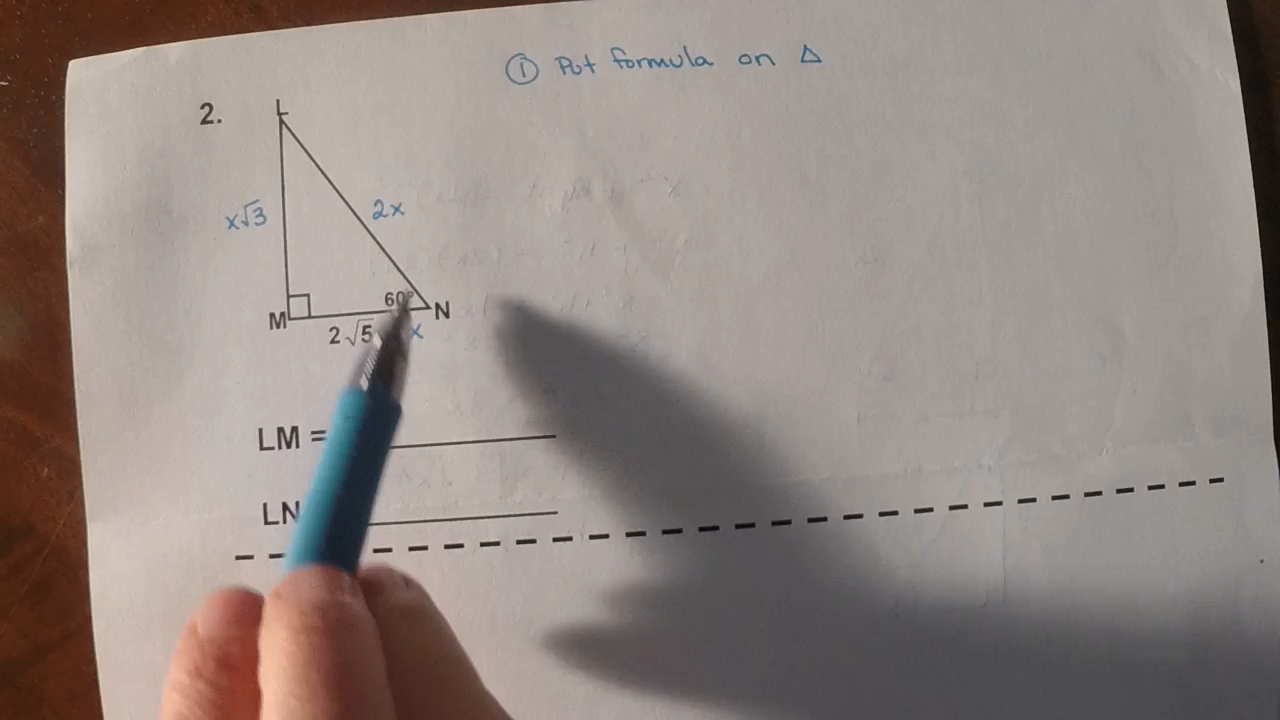 ① Put formula on △
2.
L
x√3
2x
60°
M
N
2√5
x
LM =
LN